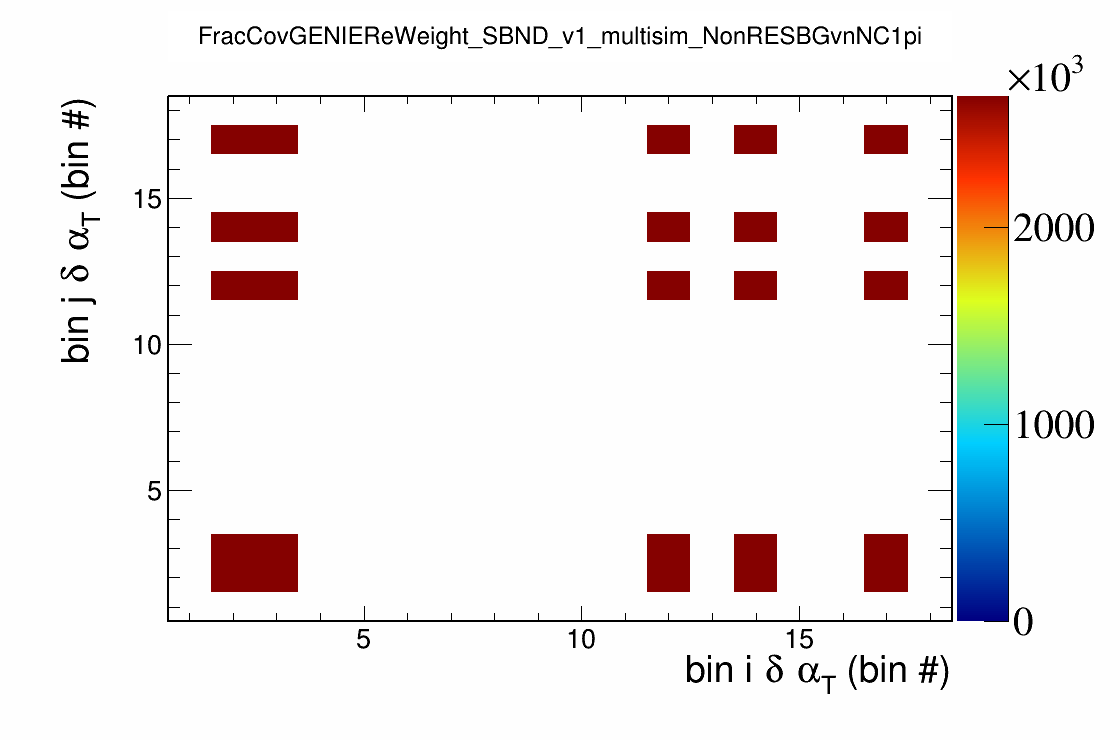 FracCovGENIEReWeight_SBND_v1_multisim_NonRESBGvnNC1pi
×10³
bin j δ α_T (bin #)
15
10
5
2000
1000
0
5 10 15
bin i δ α_T (bin #)